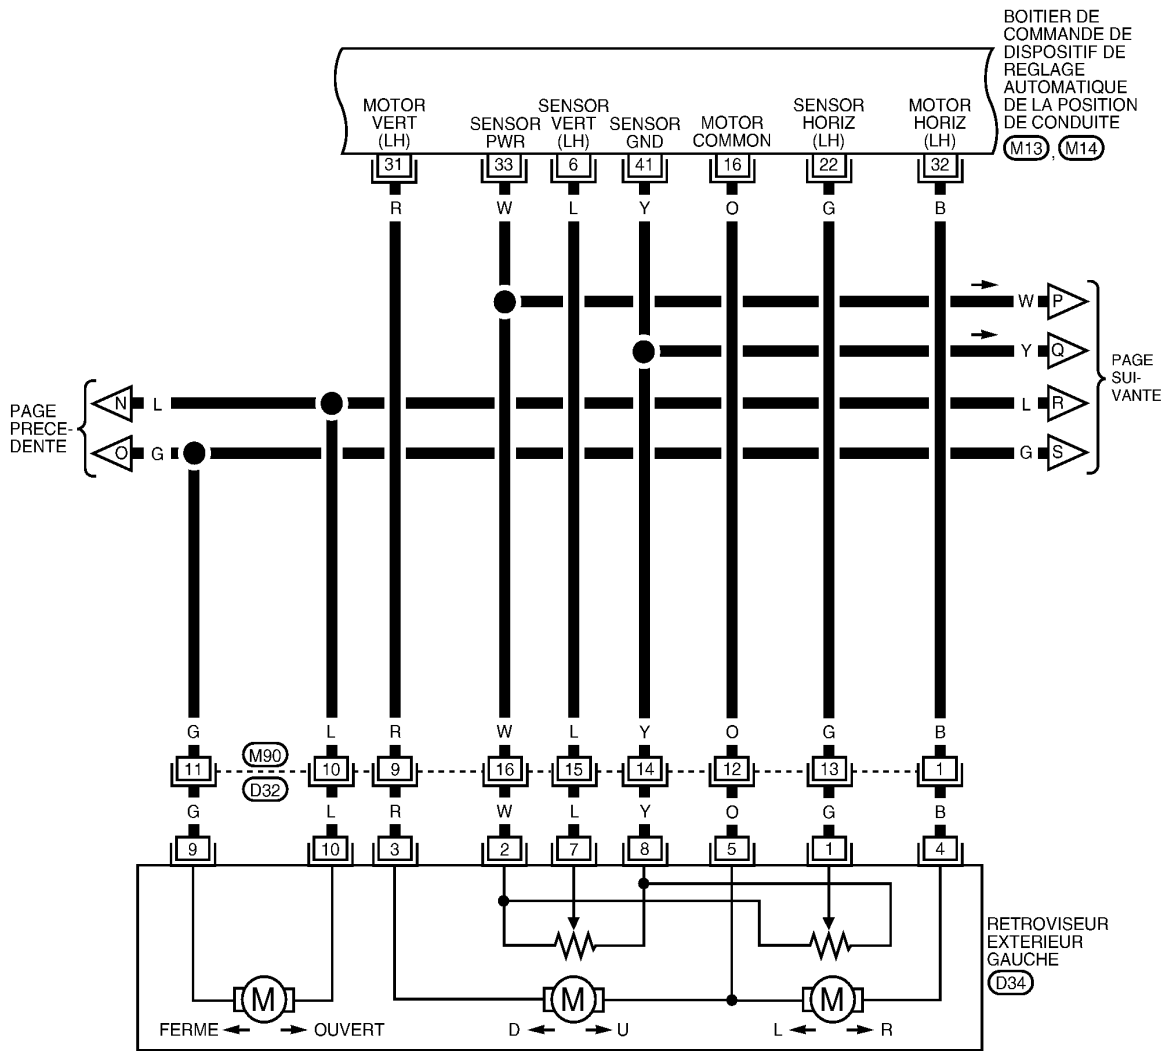 BOITIER DE
COMMANDE DE
DISPOSITIF DE
REGLAGE
AUTOMATIQUE
DE LA POSITION
DE CONDUITE
M13 , M14
MOTOR
VERT
(LH)
SENSOR
PWR
SENSOR
VERT
(LH)
SENSOR
GND
MOTOR
COMMON
SENSOR
HORIZ
(LH)
MOTOR
HORIZ
(LH)
31 33 6 41 16 22 32
R W L Y O G B
W P
Y Q
PAGE
SUI-
VANTE
PAGE
PRECE-
DENTE
N L L R
O G G S
G L R W L Y O G B
M90
11 10 9 16 15 14 12 13 1
D32
G L R W L Y O G B
9 10 3 2 7 8 5 1 4
RETROVISEUR
EXTERIEUR
GAUCHE
D34
M M M
FERME OUVERT D U L R